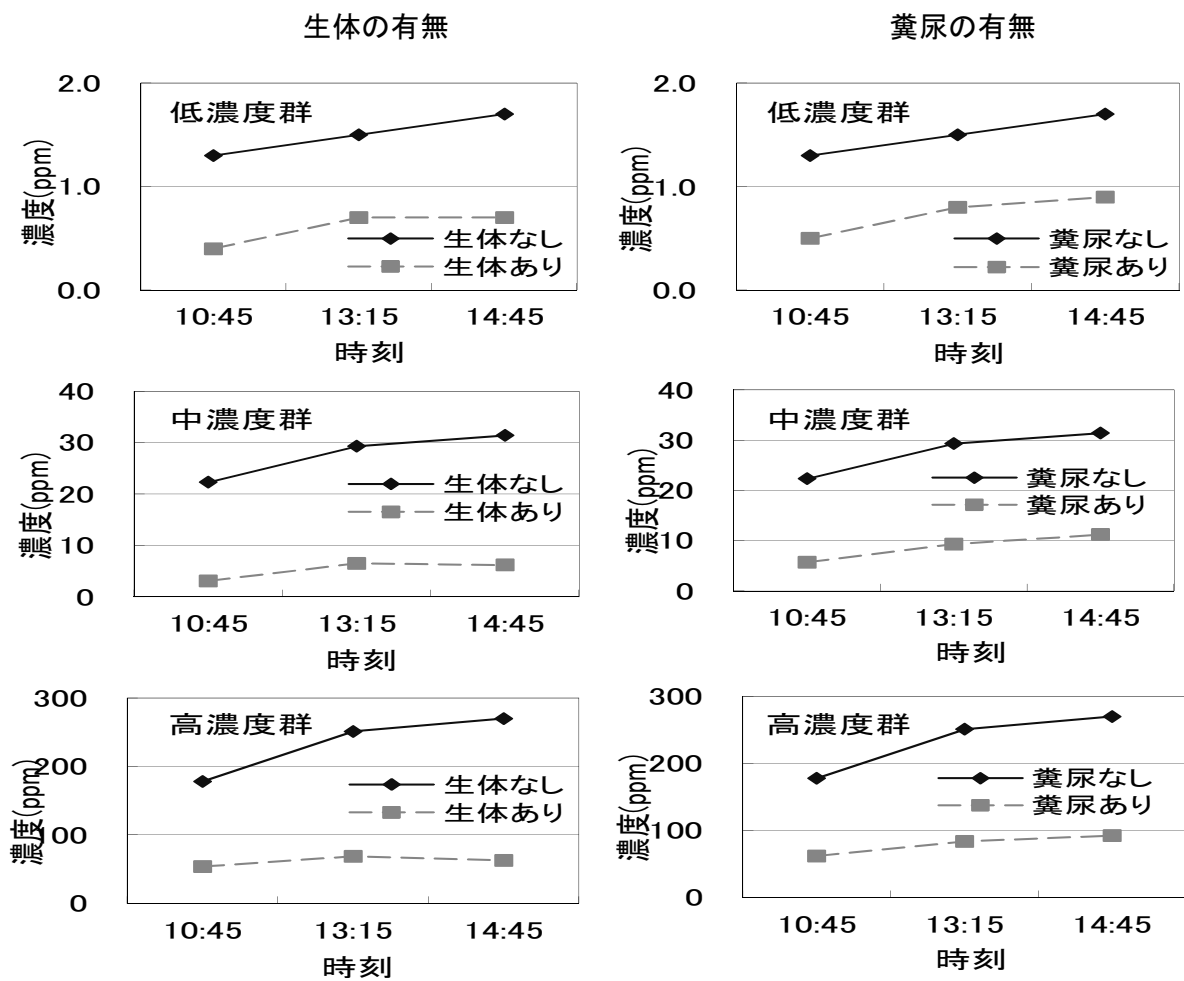 生体の有無
糞尿の有無
低濃度群
2.0
1.0
0.0
濃度(ppm)
生体なし
生体あり
10:45 13:15 14:45
時刻
低濃度群
2.0
1.0
0.0
濃度(ppm)
糞尿なし
糞尿あり
10:45 13:15 14:45
時刻
中濃度群
40
30
20
10
0
濃度(ppm)
生体なし
生体あり
10:45 13:15 14:45
時刻
中濃度群
40
30
20
10
0
濃度(ppm)
糞尿なし
糞尿あり
10:45 13:15 14:45
時刻
高濃度群
300
200
100
0
濃度(ppm)
生体なし
生体あり
10:45 13:15 14:45
時刻
高濃度群
300
200
100
0
濃度(ppm)
糞尿なし
糞尿あり
10:45 13:15 14:45
時刻